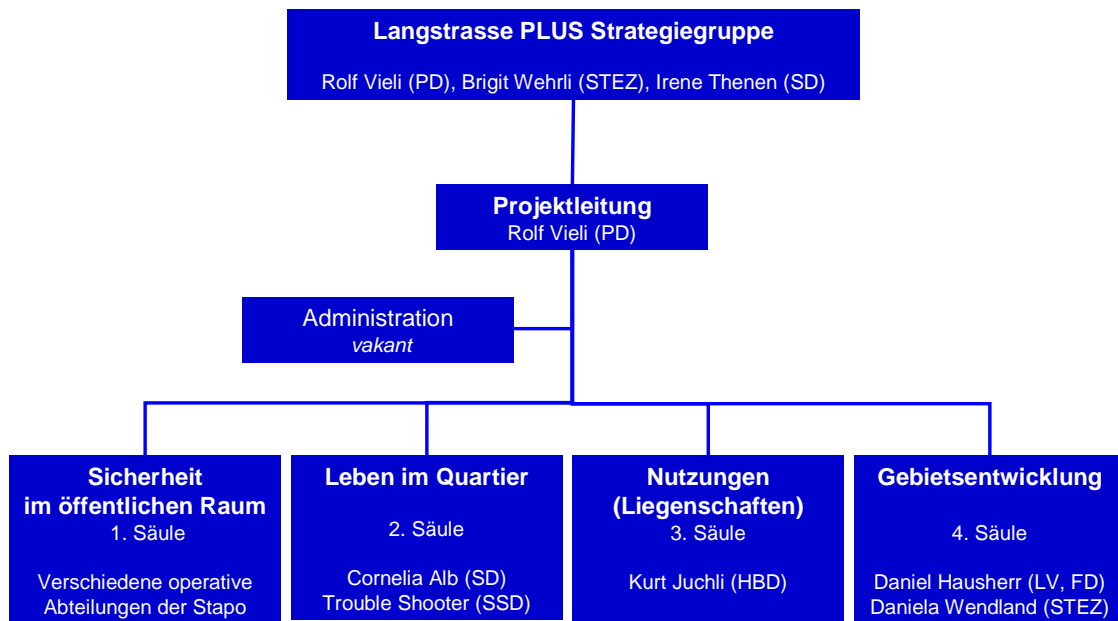 Langstrasse PLUS Strategiegruppe
Rolf Vieli (PD), Brigit Wehrli (STEZ), Irene Thenen (SD)
Projektleitung
Rolf Vieli (PD)
Administration
vakant
Sicherheit
im öffentlichen Raum
1. Säule
Verschiedene operative
Abteilungen der Stapo
Leben im Quartier
2. Säule
Cornelia Alb (SD)
Trouble Shooter (SSD)
Nutzungen
(Liegenschaften)
3. Säule
Kurt Juchli (HBD)
Gebietsentwicklung
4. Säule
Daniel Hausherr (LV, FD)
Daniela Wendland (STEZ)